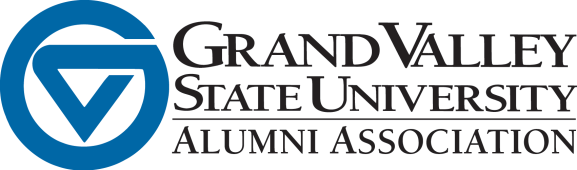 GRAND VALLEY
STATE UNIVERSITY
ALUMNI ASSOCIATION